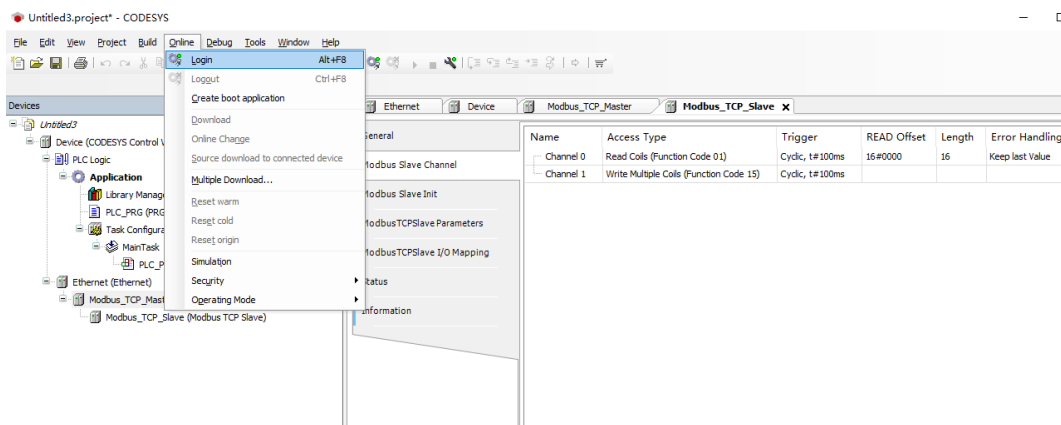 Untitled3.project* - CODESYS
File Edit View Project Build Online Debug Tools Window Help
Login Alt+F8
Logout Ctrl+F8
Create boot application
Download
Online Change
Source download to connected device
Multiple Download...
Reset warm
Reset cold
Reset origin
Simulation
Security
Operating Mode
Devices
Untitled3
Device (CODESYS Control
PLC Logic
Application
Library Manag
PLC_PRG (PRG
Task Configura
MainTask
PLC_P
Ethernet (Ethernet)
Modbus_TCP_Mast
Modbus_TCP_Slave (Modbus TCP Slave)
Ethernet Device Modbus_TCP_Master Modbus_TCP_Slave X
General
Modbus Slave Channel
Modbus Slave Init
ModbusTCPSlave Parameters
ModbusTCPSlave I/O Mapping
Status
Information
Name Access Type Trigger READ Offset Length Error Handling
Channel 0 Read Coils (Function Code 01) Cyclic, t#100ms 16#0000 16 Keep last Value
Channel 1 Write Multiple Coils (Function Code 15) Cyclic, t#100ms